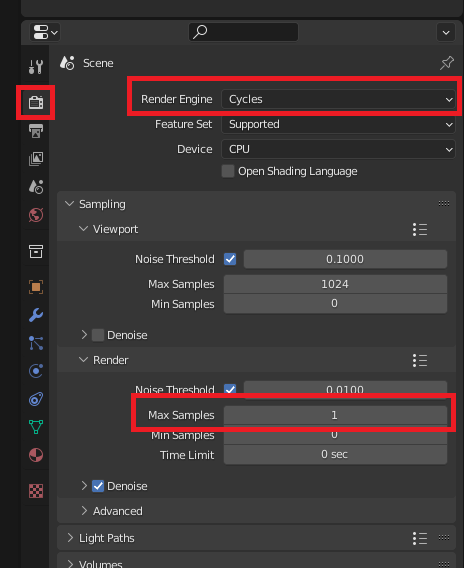 Scene
Render Engine Cycles
Feature Set Supported
Device CPU
Open Shading Language
Sampling
Viewport
Noise Threshold 0.1000
Max Samples 1024
Min Samples 0
Denoise
Render
Noise Threshold 0.0100
Max Samples 1
Min Samples 0
Time Limit 0 sec
Denoise
Advanced
Light Paths
Volumes